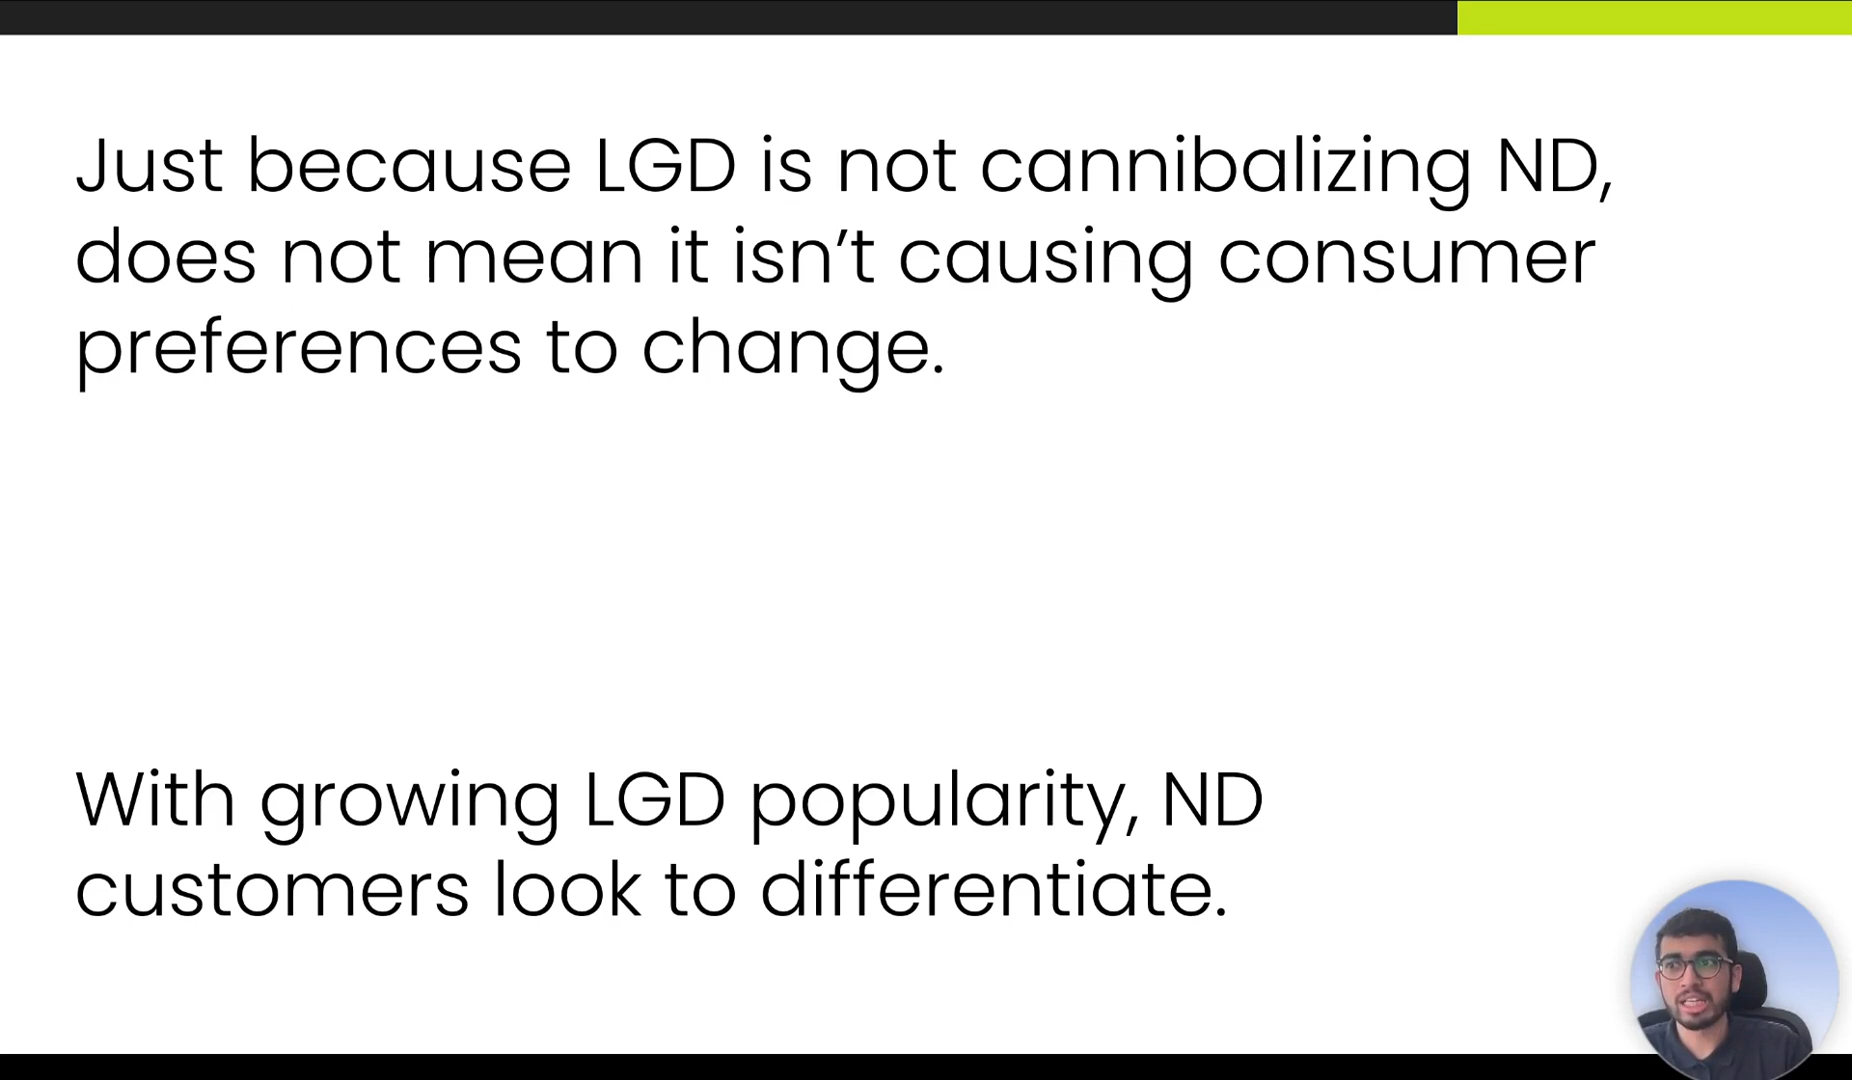 Just because LGD is not cannibalizing ND,
does not mean it isn’t causing consumer
preferences to change.
With growing LGD popularity, ND
customers look to differentiate.